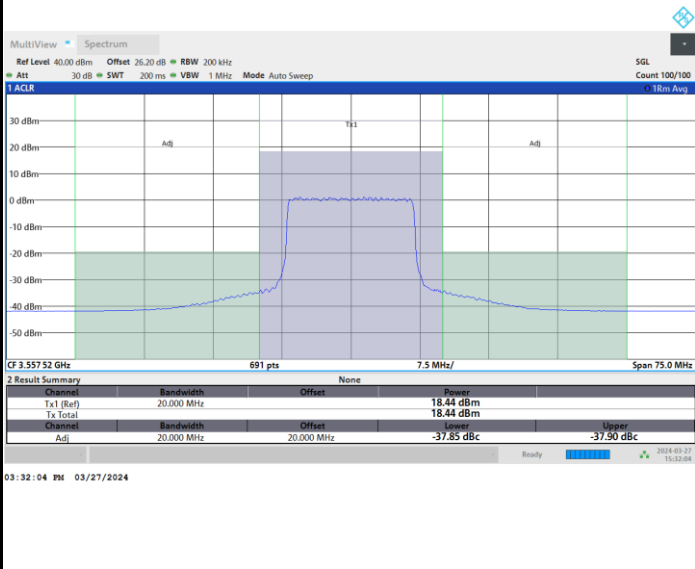 MultiView Spectrum
Ref Level 40.00 dBm Offset 26.20 dB RBW 200 kHz SGL
Att 30 dB SWT 200 ms VBW 1 MHz Mode Auto Sweep Count 100/100
1 ACLR 1Rm Avg
30 dBm
Tx1
20 dBm Adj Adj
10 dBm
0 dBm
-10 dBm
-20 dBm
-30 dBm
-40 dBm
-50 dBm
CF 3.557 52 GHz 691 pts 7.5 MHz/ Span 75.0 MHz
2 Result Summary None
Channel Bandwidth Offset Power
Tx1 (Ref) 20.000 MHz 18.44 dBm
Tx Total 18.44 dBm
Channel Bandwidth Offset Lower Upper
Adj 20.000 MHz 20.000 MHz -37.85 dBc -37.90 dBc
Ready 2024-03-27
15:32:04
03:32:04 PM 03/27/2024